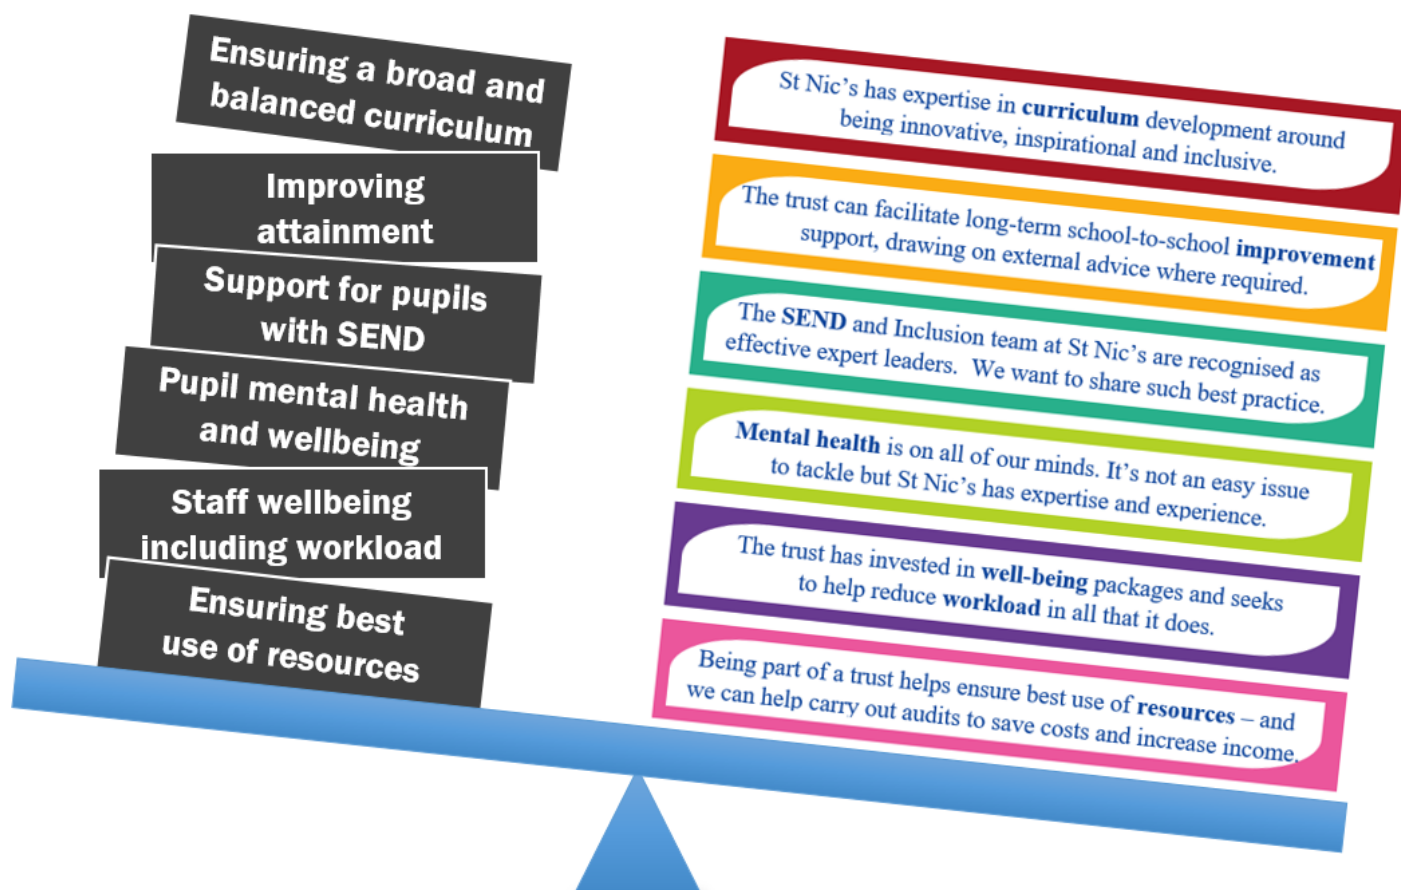 Ensuring a broad and
balanced curriculum
Improving
attainment
Support for pupils
with SEND
Pupil mental health
and wellbeing
Staff wellbeing
including workload
Ensuring best
use of resources
St Nic’s has expertise in curriculum development around
being innovative, inspirational and inclusive.
The trust can facilitate long-term school-to-school improvement
support, drawing on external advice where required.
The SEND and Inclusion team at St Nic’s are recognised as
effective expert leaders.  We want to share such best practice.
Mental health is on all of our minds. It’s not an easy issue
to tackle but St Nic’s has expertise and experience.
The trust has invested in well-being packages and seeks
to help reduce workload in all that it does.
Being part of a trust helps ensure best use of resources – and
we can help carry out audits to save costs and increase income.